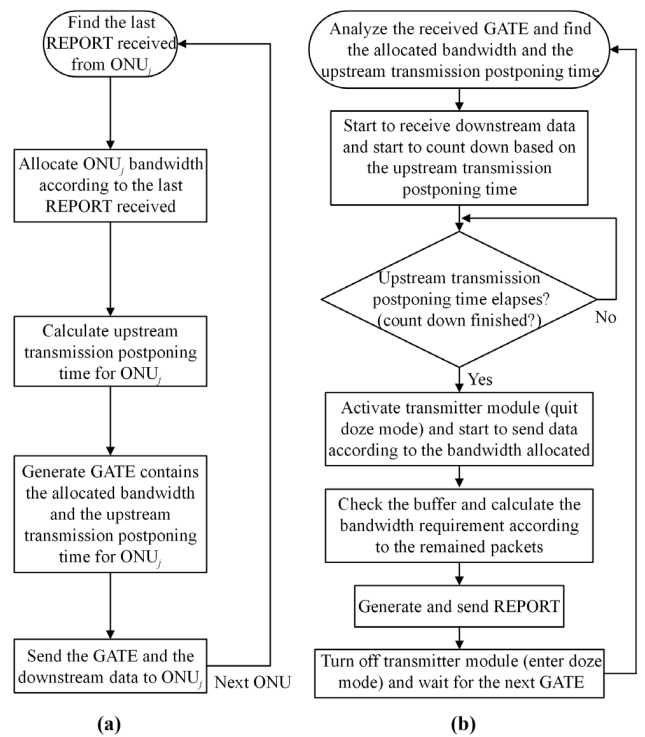 Find the last
REPORT received
from ONUj
Allocate ONUj bandwidth
according to the last
REPORT received
Calculate upstream
transmission postponing
time for ONUj
Generate GATE contains
the allocated bandwidth
and the upstream
transmission postponing
time for ONUj
Send the GATE and the
downstream data to ONUj
Next ONU
(a)
Analyze the received GATE and find
the allocated bandwidth and the
upstream transmission postponing time
Start to receive downstream data
and start to count down based on
the upstream transmission
postponing time
Upstream transmission
postponing time elapses?
(count down finished?)
No
Yes
Activate transmitter module (quit
doze mode) and start to send data
according to the bandwidth allocated
Check the buffer and calculate the
bandwidth requirement according
to the remained packets
Generate and send REPORT
Turn off transmitter module (enter doze
mode) and wait for the next GATE
(b)